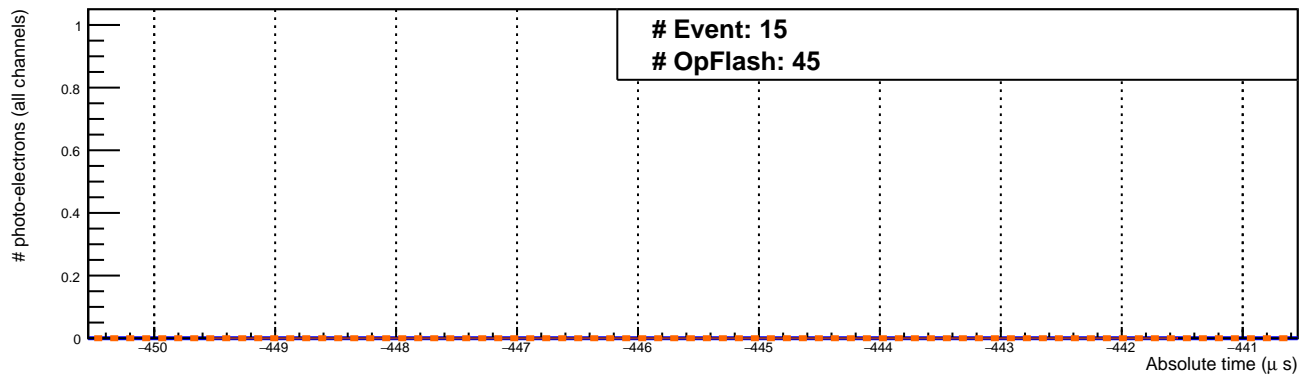 # Event: 15
# OpFlash: 45
# photo-electrons (all channels)
1
0.8
0.6
0.4
0.2
0
−450 −449 −448 −447 −446 −445 −444 −443 −442 −441
Absolute time (μ s)